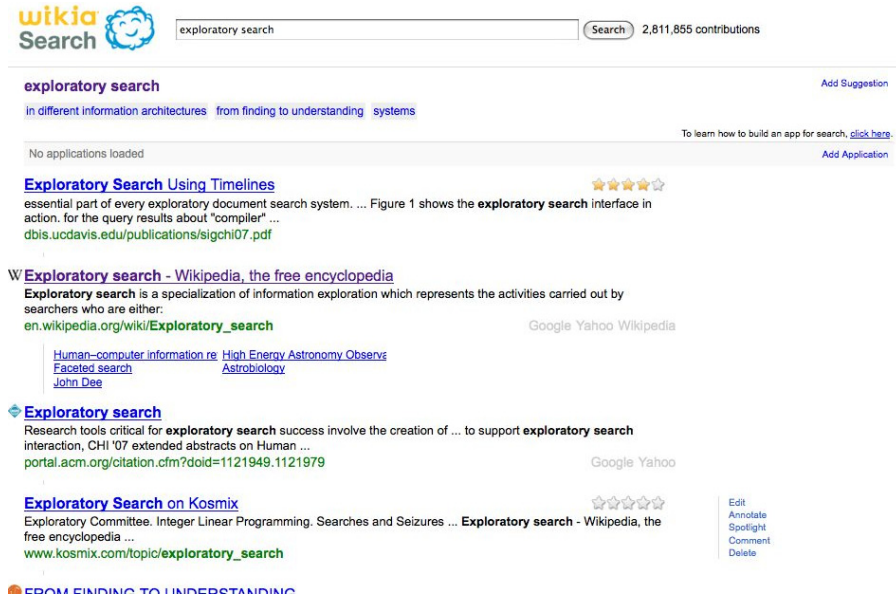 wikia
Search
exploratory search
Search
2,811,855 contributions
exploratory search
Add Suggestion
in different information architectures from finding to understanding systems
To learn how to build an app for search, click here.
No applications loaded
Add Application
Exploratory Search Using Timelines
essential part of every exploratory document search system. ... Figure 1 shows the exploratory search interface in
action. for the query results about "compiler" ...
dbis.ucdavis.edu/publications/sigchi07.pdf
W Exploratory search - Wikipedia, the free encyclopedia
Exploratory search is a specialization of information exploration which represents the activities carried out by
searchers who are either:
en.wikipedia.org/wiki/Exploratory_search
Google Yahoo Wikipedia
Human–computer information re High Energy Astronomy Observa
Faceted search Astrobiology
John Dee
Exploratory search
Research tools critical for exploratory search success involve the creation of ... to support exploratory search
interaction, CHI '07 extended abstracts on Human ...
portal.acm.org/citation.cfm?doid=1121949.1121979
Google Yahoo
Exploratory Search on Kosmix
Exploratory Committee. Integer Linear Programming. Searches and Seizures ... Exploratory search - Wikipedia, the
free encyclopedia ...
www.kosmix.com/topic/exploratory_search
Edit
Annotate
Spotlight
Comment
Delete
FROM FINDING TO UNDERSTANDING